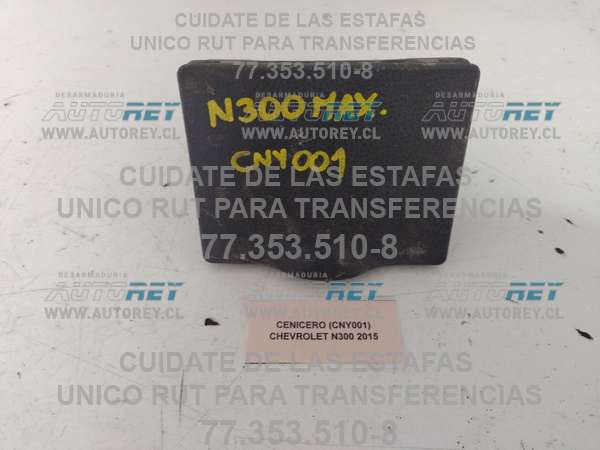 CUIDATE DE LAS ESTAFAS
UNICO RUT PARA TRANSFERENCIAS
77.353.510-8
DESARMADURIA DESARMADURIA DESARMADURIA
AUTOREY AUTOREY AUTOREY
WWW.AUTOREY.CL WWW.AUTOREY.CL WWW.AUTOREY.CL
N300 MAX.
CNY001
CUIDATE DE LAS ESTAFAS
UNICO RUT PARA TRANSFERENCIAS
77.353.510-8
DESARMADURIA DESARMADURIA DESARMADURIA
AUTOREY AUTOREY AUTOREY
WWW.AUTOREY.CL WWW.AUTOREY.CL WWW.AUTOREY.CL
CENICERO (CNY001)
CHEVROLET N300 2015
CUIDATE DE LAS ESTAFAS
UNICO RUT PARA TRANSFERENCIAS
77.353.510-8